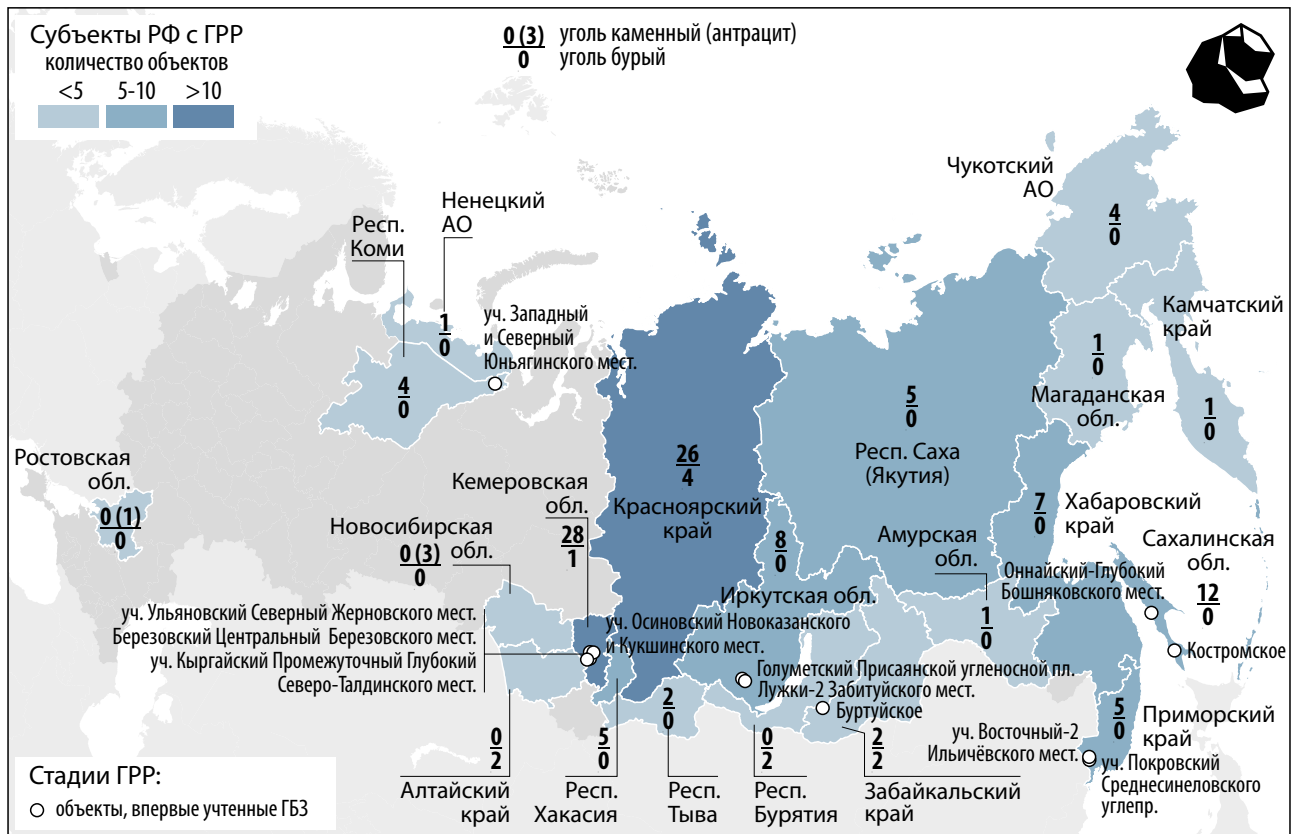 Субъекты РФ с ГРР
количество объектов
<5 5-10 >10
0 (3) уголь каменный (антрацит)
0 уголь бурый
Чукотский
АО
4
0
Ненецкий
АО
1
0
Респ.
Коми
4
0
уч. Западный
и Северный
Юньягинского мест.
Камчатский
край
1
0
1
0
Магаданская
обл.
5
0
Респ. Саха
(Якутия)
Ростовская
обл.
0 (1)
0
26
4
Красноярский
край
Кемеровская
обл.
28
1
Новосибирская
обл.
0 (3)
0
7
0
Хабаровский
край
Амурская
обл.
1
0
Сахалинская
обл.
12
0
Оннайский-Глубокий
Бошняковского мест.
Костромское
8
0
Иркутская обл.
уч. Ульяновский Северный Жерновского мест.
Березовский Центральный Березовского мест.
уч. Кыргайский Промежуточный Глубокий
Северо-Талдинского мест.
уч. Осиновский Новоказанского
и Кукшинского мест.
Голуметский Присаянской угленосной пл.
Лужки-2 Забитуйского мест.
Буртуйское
уч. Восточный-2
Ильичёвского мест.
5
0
Приморский
край
уч. Покровский
Среднесинеловского
углепр.
0
2
Алтайский
край
5
0
Респ.
Хакасия
2
0
Респ.
Тыва
0
2
Респ.
Бурятия
2
2
Забайкальский
край
Стадии ГРР:
объекты, впервые учтенные ГБЗ